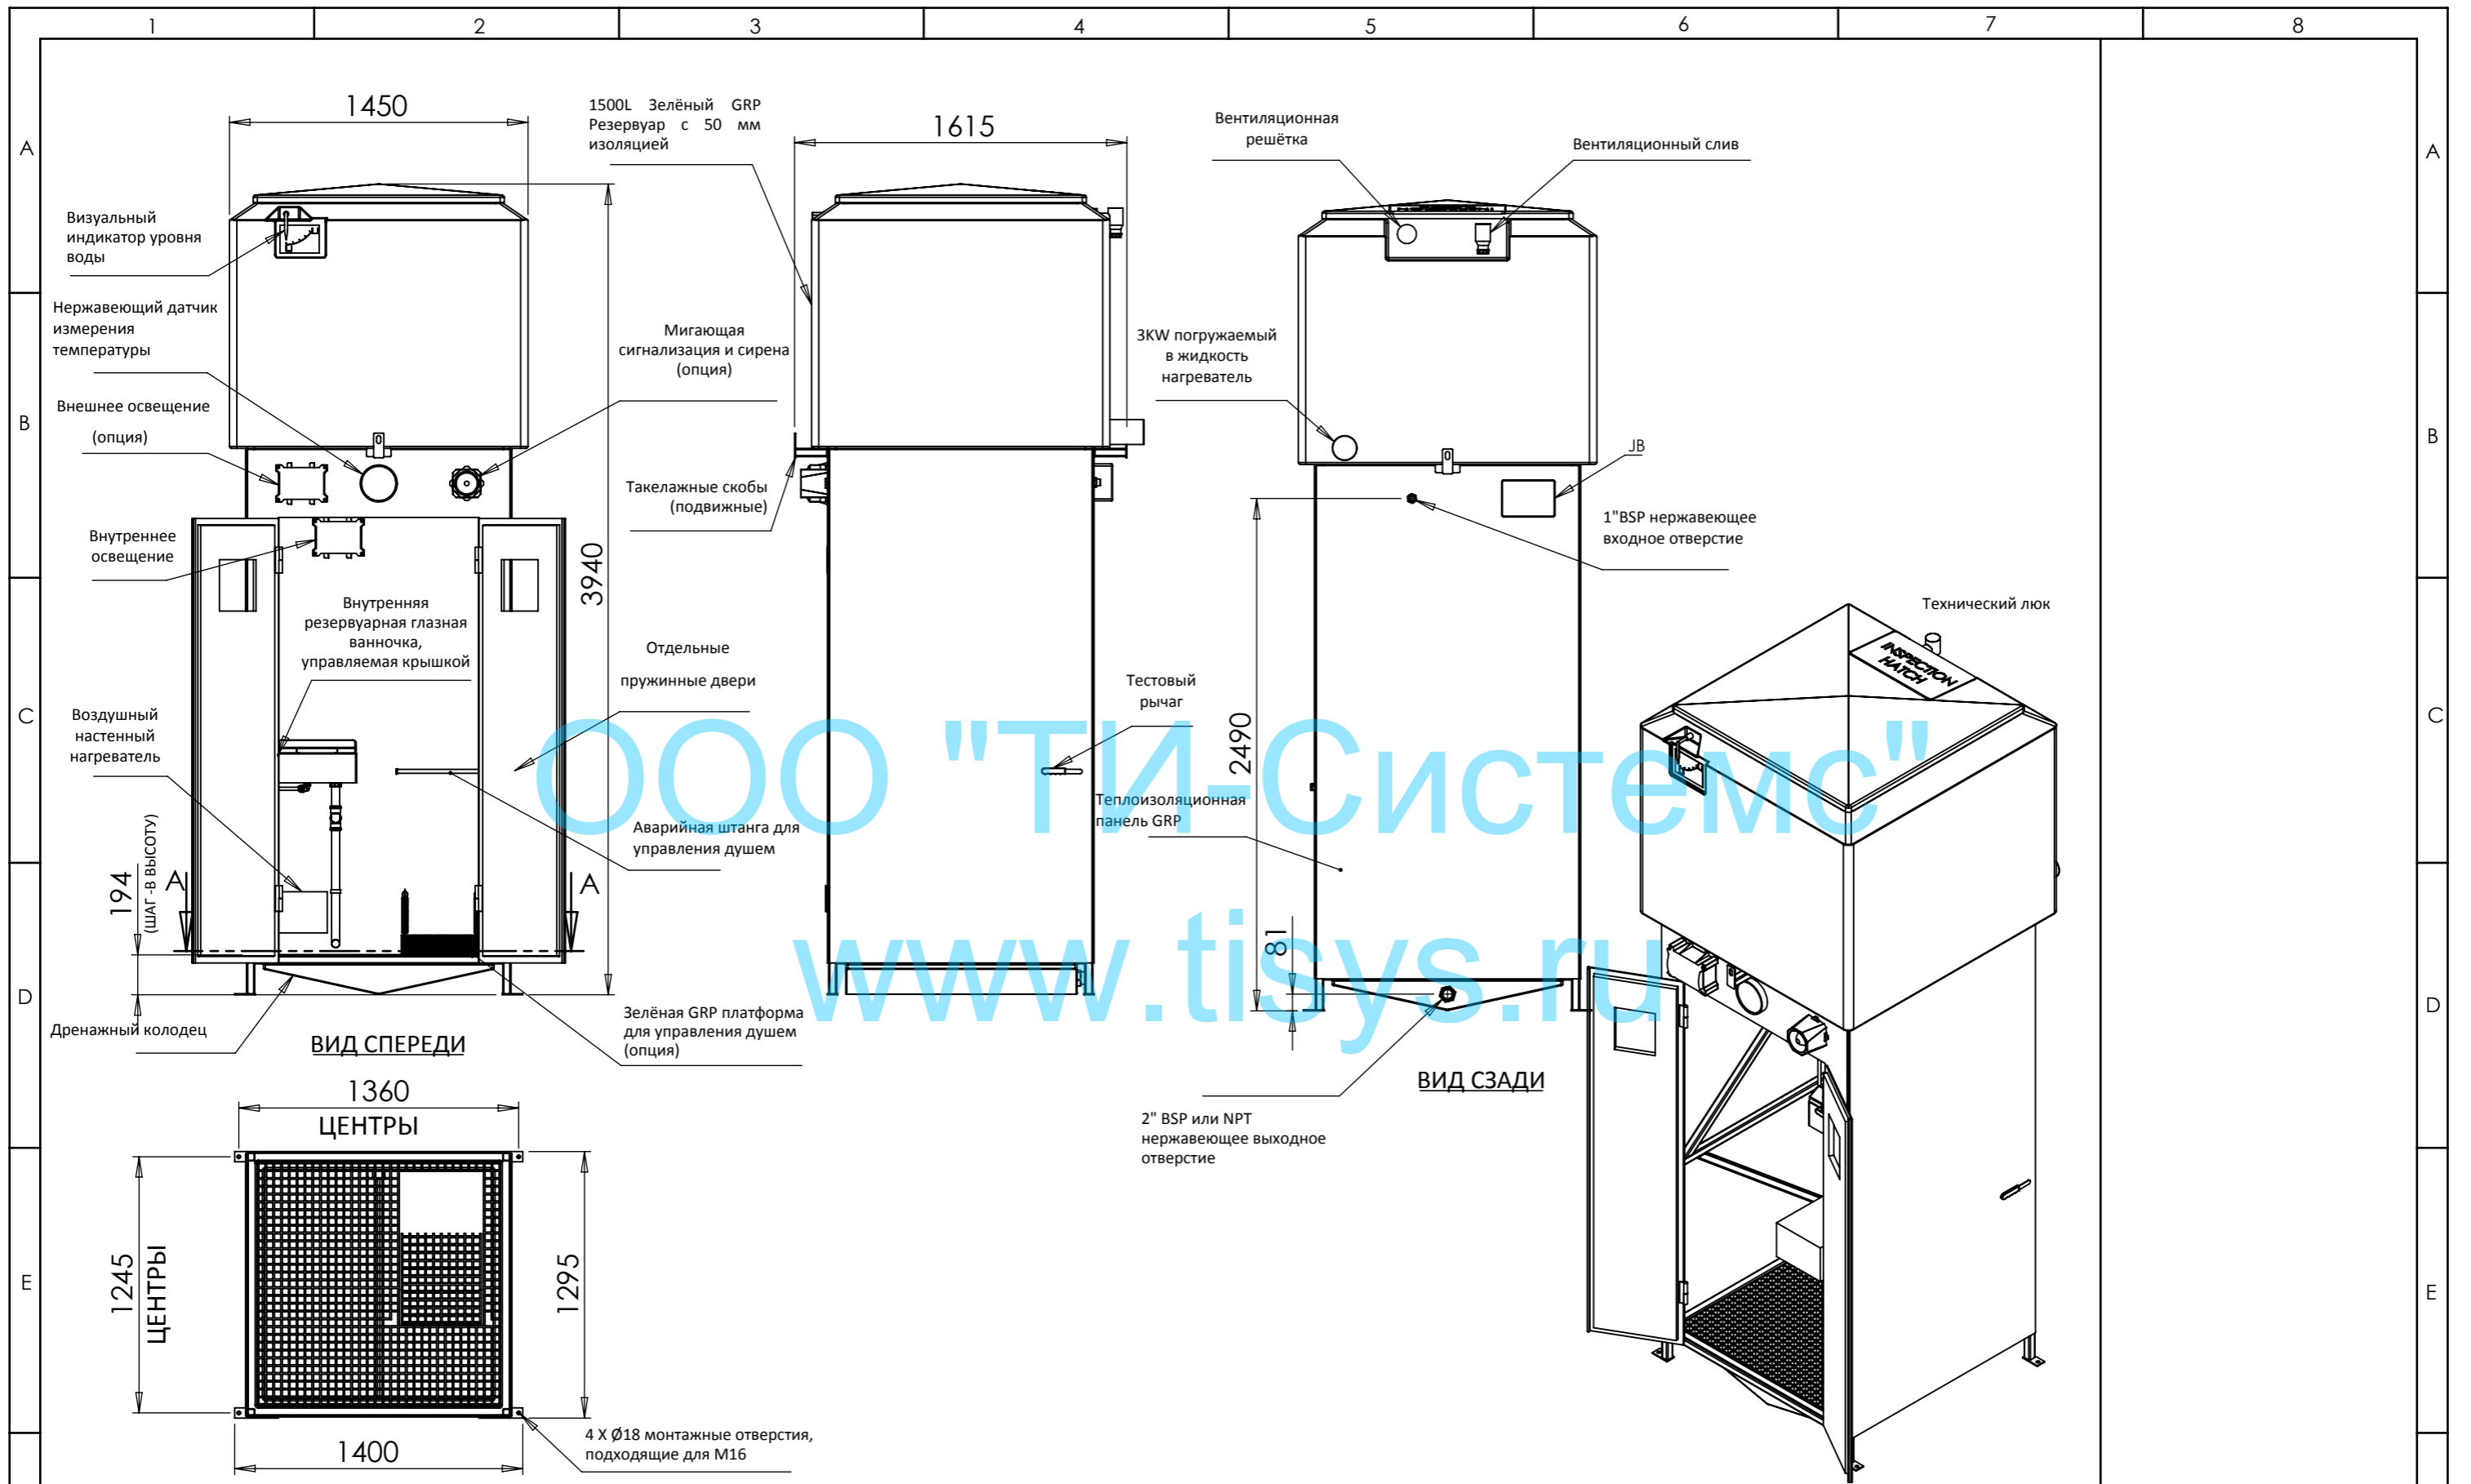 1 2 3 4 5 6 7 8
A
A
B
B
C
C
D
D
E
E
1450
Визуальный
индикатор уровня
воды
Нержавеющий датчик
измерения
температуры
Внешнее освещение
(опция)
Внутреннее
освещение
Внутренняя
резервуарная глазная
ванночка,
управляемая крышкой
Воздушный
настенный
нагреватель
194
(ШАГ -В ВЫСОТУ)
A
A
Дренажный колодец
ВИД СПЕРЕДИ
3940
1500L Зелёный GRP
Резервуар с 50 мм
изоляцией
Мигающая
сигнализация и сирена
(опция)
Такелажные скобы
(подвижные)
Отдельные
пружинные двери
Аварийная штанга для
управления душем
Зелёная GRP платформа
для управления душем
(опция)
1615
Тестовый
рычаг
Вентиляционная
решётка
Вентиляционный слив
3KW погружаемый
в жидкость
нагреватель
JB
1"BSP нержавеющее
входное отверстие
2490
Теплоизоляционная
панель GRP
81
2" BSP или NPT
нержавеющее выходное
отверстие
ВИД СЗАДИ
Технический люк
INSPECTION
HATCH
1360
ЦЕНТРЫ
1245
ЦЕНТРЫ
1295
1400
4 X Ø18 монтажные отверстия,
подходящие для M16
ООО "ТИ-Системс"
www.tisys.ru